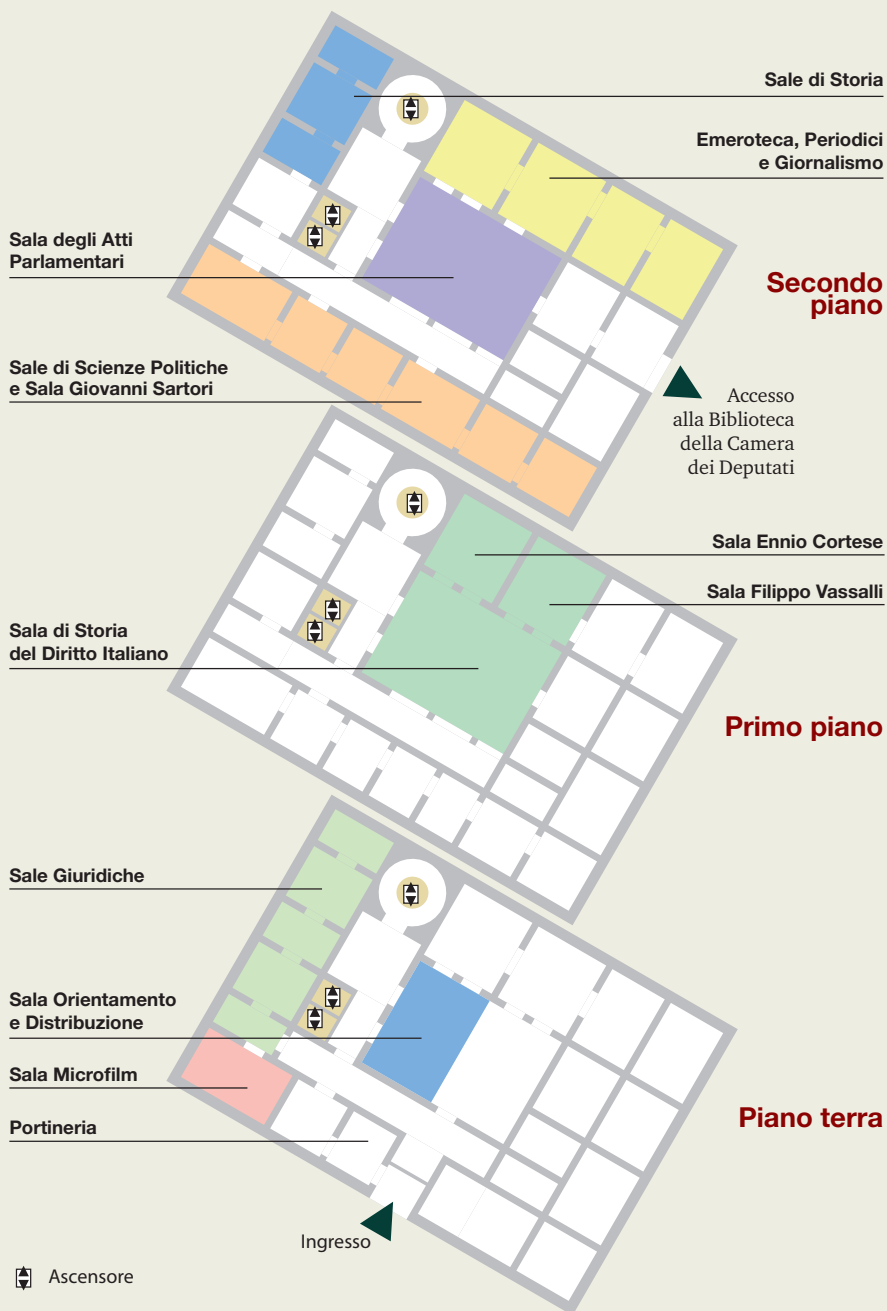 Sale di Storia
Emeroteca, Periodici
e Giornalismo
Sala degli Atti
Parlamentari
Secondo
piano
Sale di Scienze Politiche
e Sala Giovanni Sartori
Accesso
alla Biblioteca
della Camera
dei Deputati
Sala Ennio Cortese
Sala Filippo Vassalli
Sala di Storia
del Diritto Italiano
Primo piano
Sale Giuridiche
Sala Orientamento
e Distribuzione
Sala Microfilm
Piano terra
Portineria
Ingresso
Ascensore